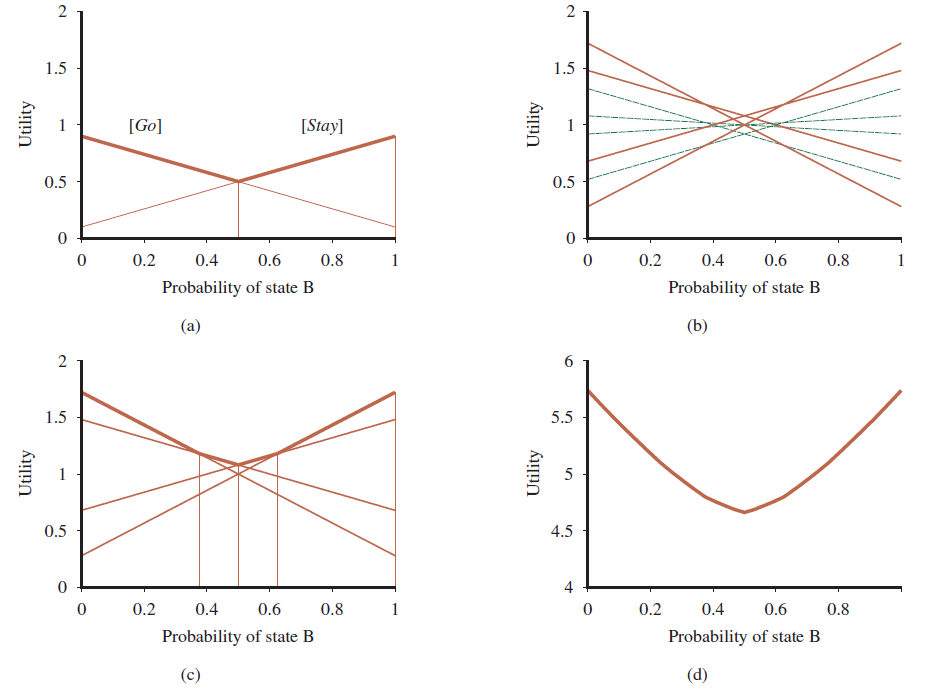 2
1.5
1
0.5
0
Utility
[Go]
[Stay]
0 0.2 0.4 0.6 0.8 1
Probability of state B
(a)
2
1.5
1
0.5
0
Utility
0 0.2 0.4 0.6 0.8 1
Probability of state B
(b)
2
1.5
1
0.5
0
Utility
0 0.2 0.4 0.6 0.8 1
Probability of state B
(c)
6
5.5
5
4.5
4
Utility
0 0.2 0.4 0.6 0.8
Probability of state B
(d)